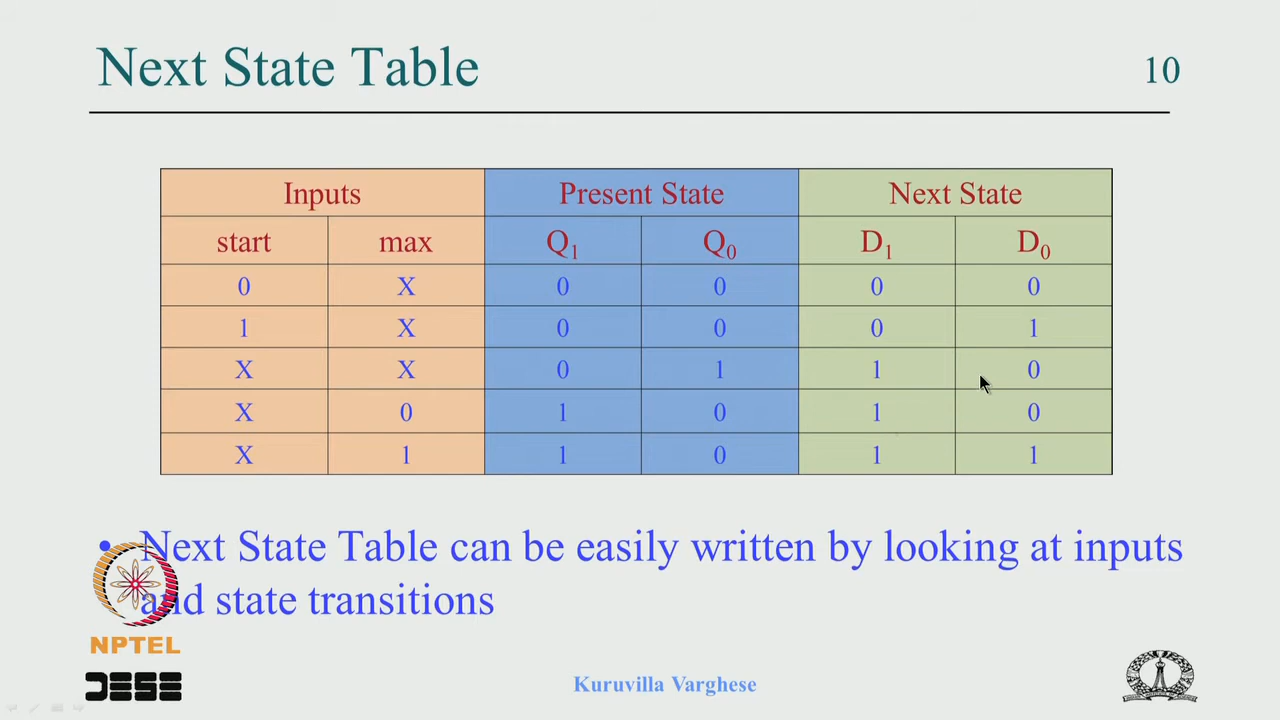 Next State Table
10
Inputs Present State Next State
start max Q₁ Q₀ D₁ D₀
0 X 0 0 0 0
1 X 0 0 0 1
X X 0 1 1 0
X 0 1 0 1 0
X 1 1 0 1 1
• Next State Table can be easily written by looking at inputs
and state transitions
NPTEL
DESE
Kuruvilla Varghese